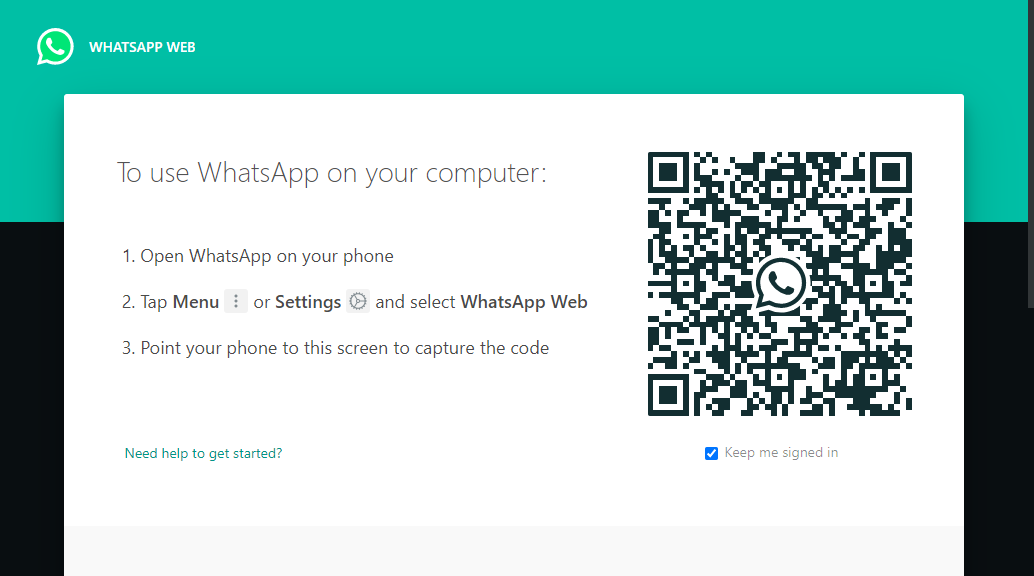 WHATSAPP WEB
To use WhatsApp on your computer:
1. Open WhatsApp on your phone
2. Tap Menu or Settings and select WhatsApp Web
3. Point your phone to this screen to capture the code
Need help to get started?
Keep me signed in